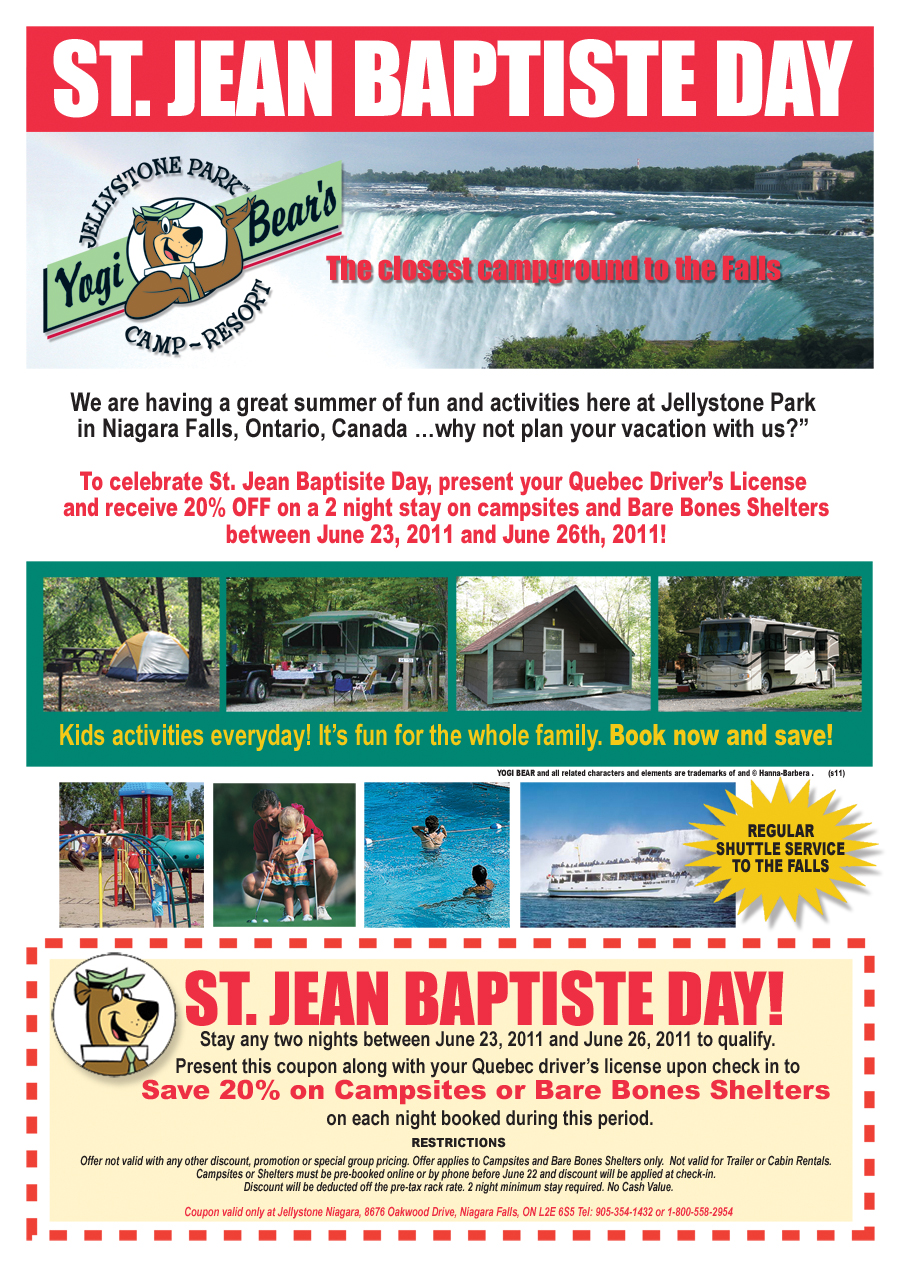 ST. JEAN BAPTISTE DAY
JELLYSTONE PARK™
Yogi Bear's
CAMP-RESORT
The closest campground to the Falls
We are having a great summer of fun and activities here at Jellystone Park
in Niagara Falls, Ontario, Canada …why not plan your vacation with us?”
To celebrate St. Jean Baptisite Day, present your Quebec Driver’s License
and receive 20% OFF on a 2 night stay on campsites and Bare Bones Shelters
between June 23, 2011 and June 26th, 2011!
Kids activities everyday! It’s fun for the whole family. Book now and save!
YOGI BEAR and all related characters and elements are trademarks of and © Hanna-Barbera . (s11)
REGULAR
SHUTTLE SERVICE
TO THE FALLS
ST. JEAN BAPTISTE DAY!
Stay any two nights between June 23, 2011 and June 26, 2011 to qualify.
Present this coupon along with your Quebec driver’s license upon check in to
Save 20% on Campsites or Bare Bones Shelters
on each night booked during this period.
RESTRICTIONS
Offer not valid with any other discount, promotion or special group pricing. Offer applies to Campsites and Bare Bones Shelters only. Not valid for Trailer or Cabin Rentals.
Campsites or Shelters must be pre-booked online or by phone before June 22 and discount will be applied at check-in.
Discount will be deducted off the pre-tax rack rate. 2 night minimum stay required. No Cash Value.
Coupon valid only at Jellystone Niagara, 8676 Oakwood Drive, Niagara Falls, ON L2E 6S5 Tel: 905-354-1432 or 1-800-558-2954